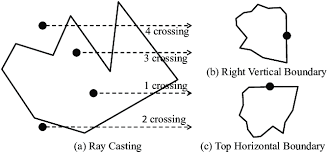 4 crossing
3 crossing
1 crossing
2 crossing
(a) Ray Casting
(b) Right Vertical Boundary
(c) Top Horizontal Boundary